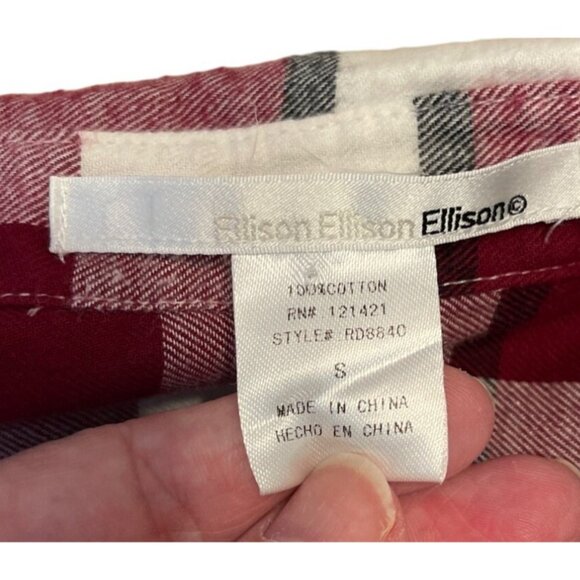 Ellison Ellison Ellison©
100%COTTON
RN#. 121421
STYLE#.RD8840
S
MADE IN CHINA
HECHO EN CHINA